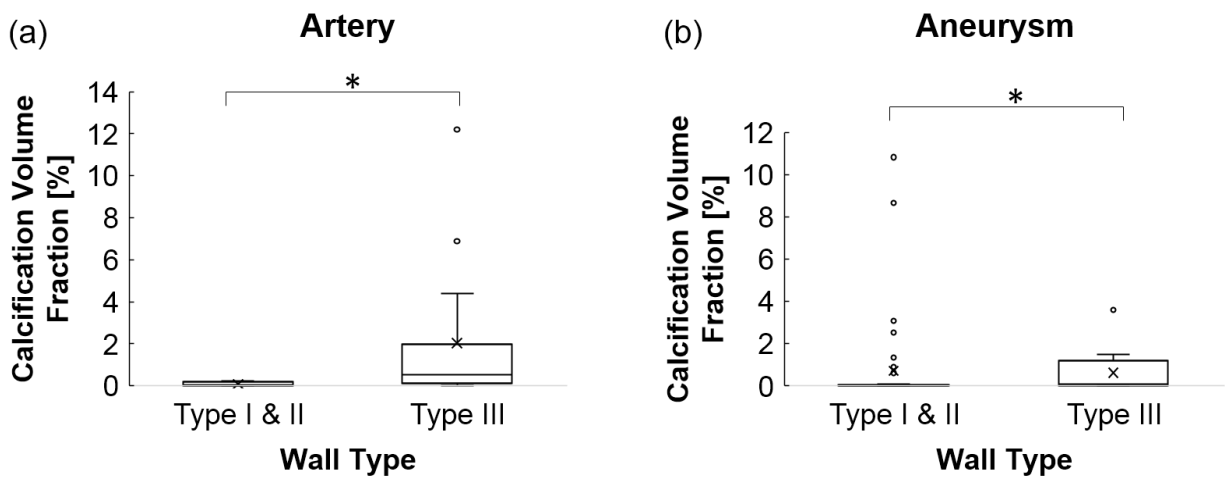 (a)
Artery
Calcification Volume
Fraction [%]
14
12
10
8
6
4
2
0
*
Type I & II
Type III
Wall Type
(b)
Aneurysm
Calcification Volume
Fraction [%]
12
10
8
6
4
2
0
*
Type I & II
Type III
Wall Type